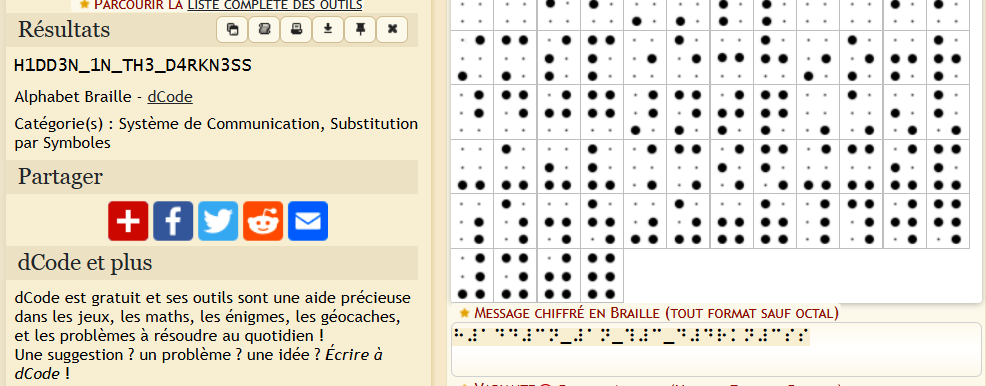 ★ Parcourir la liste complète des outils
Résultats
H1DD3N_1N_TH3_D4RKN3SS
Alphabet Braille - dCode
Catégorie(s) : Système de Communication, Substitution
par Symboles
Partager
dCode et plus
dCode est gratuit et ses outils sont une aide précieuse
dans les jeux, les maths, les énigmes, les géocaches,
et les problèmes à résoudre au quotidien !
Une suggestion ? un problème ? une idée ? Écrire à
dCode !
★ Message chiffré en Braille (tout format sauf octal)
⠓⠼⠁⠙⠙⠼⠉⠝_⠼⠁⠝_⠹⠼⠉_⠙⠼⠙⠗⠅⠝⠼⠉⠎⠎